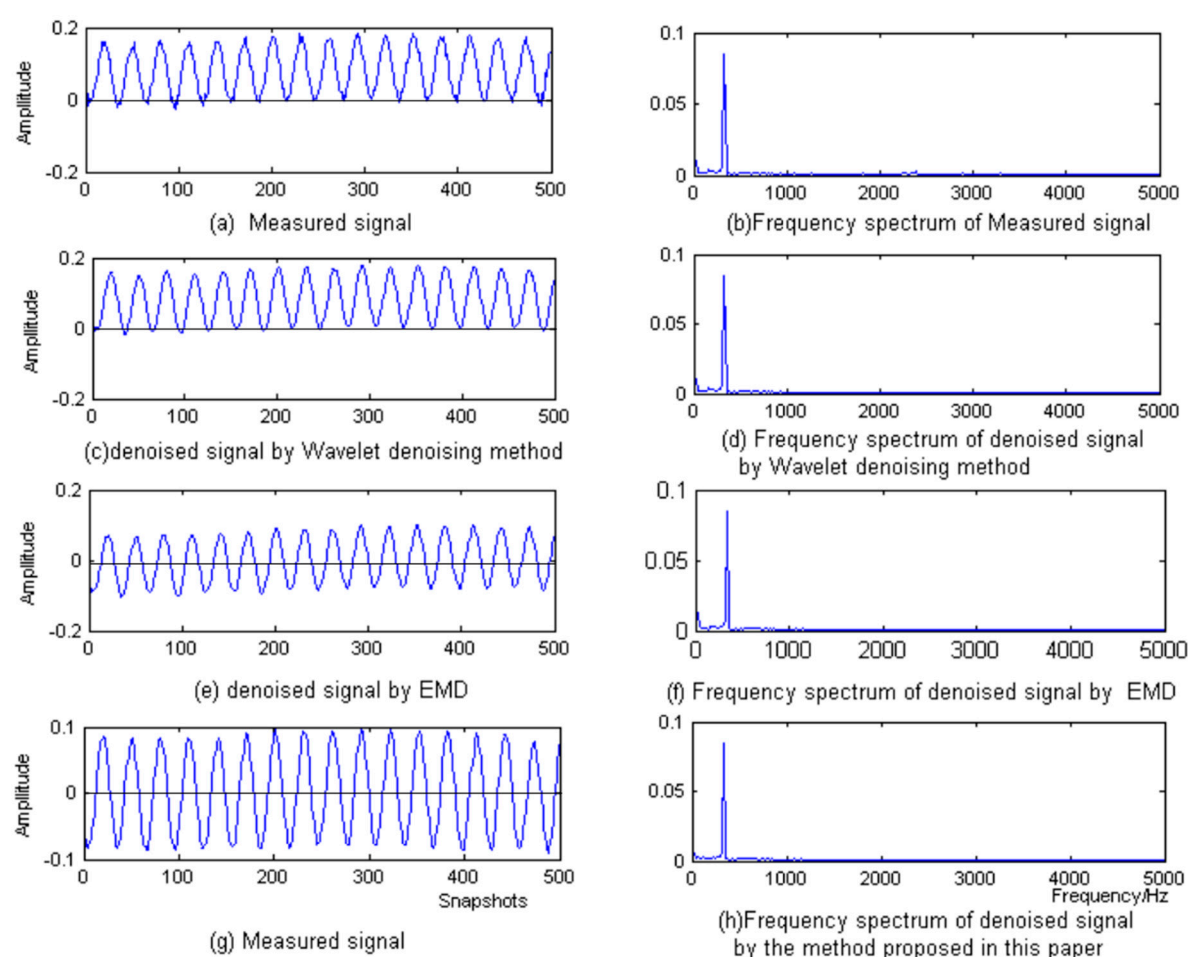 0.2
0
-0.2
Ampllitude
0 100 200 300 400 500
(a) Measured signal
0.1
0.05
0
0 1000 2000 3000 4000 5000
(b)Frequency spectrum of Measured signal
0.2
0
-0.2
Ampllitude
0 100 200 300 400 500
(c)denoised signal by Wavelet denoising method
0.1
0.05
0
0 1000 2000 3000 4000 5000
(d) Frequency spectrum of denoised signal
by Wavelet denoising method
0.2
0
-0.2
Ampllitude
0 100 200 300 400 500
(e) denoised signal by EMD
0.1
0.05
0
0 1000 2000 3000 4000 5000
(f) Frequency spectrum of denoised signal by EMD
0.1
0
-0.1
Ampllitude
0 100 200 300 400 500
Snapshots
(g) Measured signal
0.1
0.05
0
0 1000 2000 3000 4000 5000
Frequency/Hz
(h)Frequency spectrum of denoised signal
by the method proposed in this paper